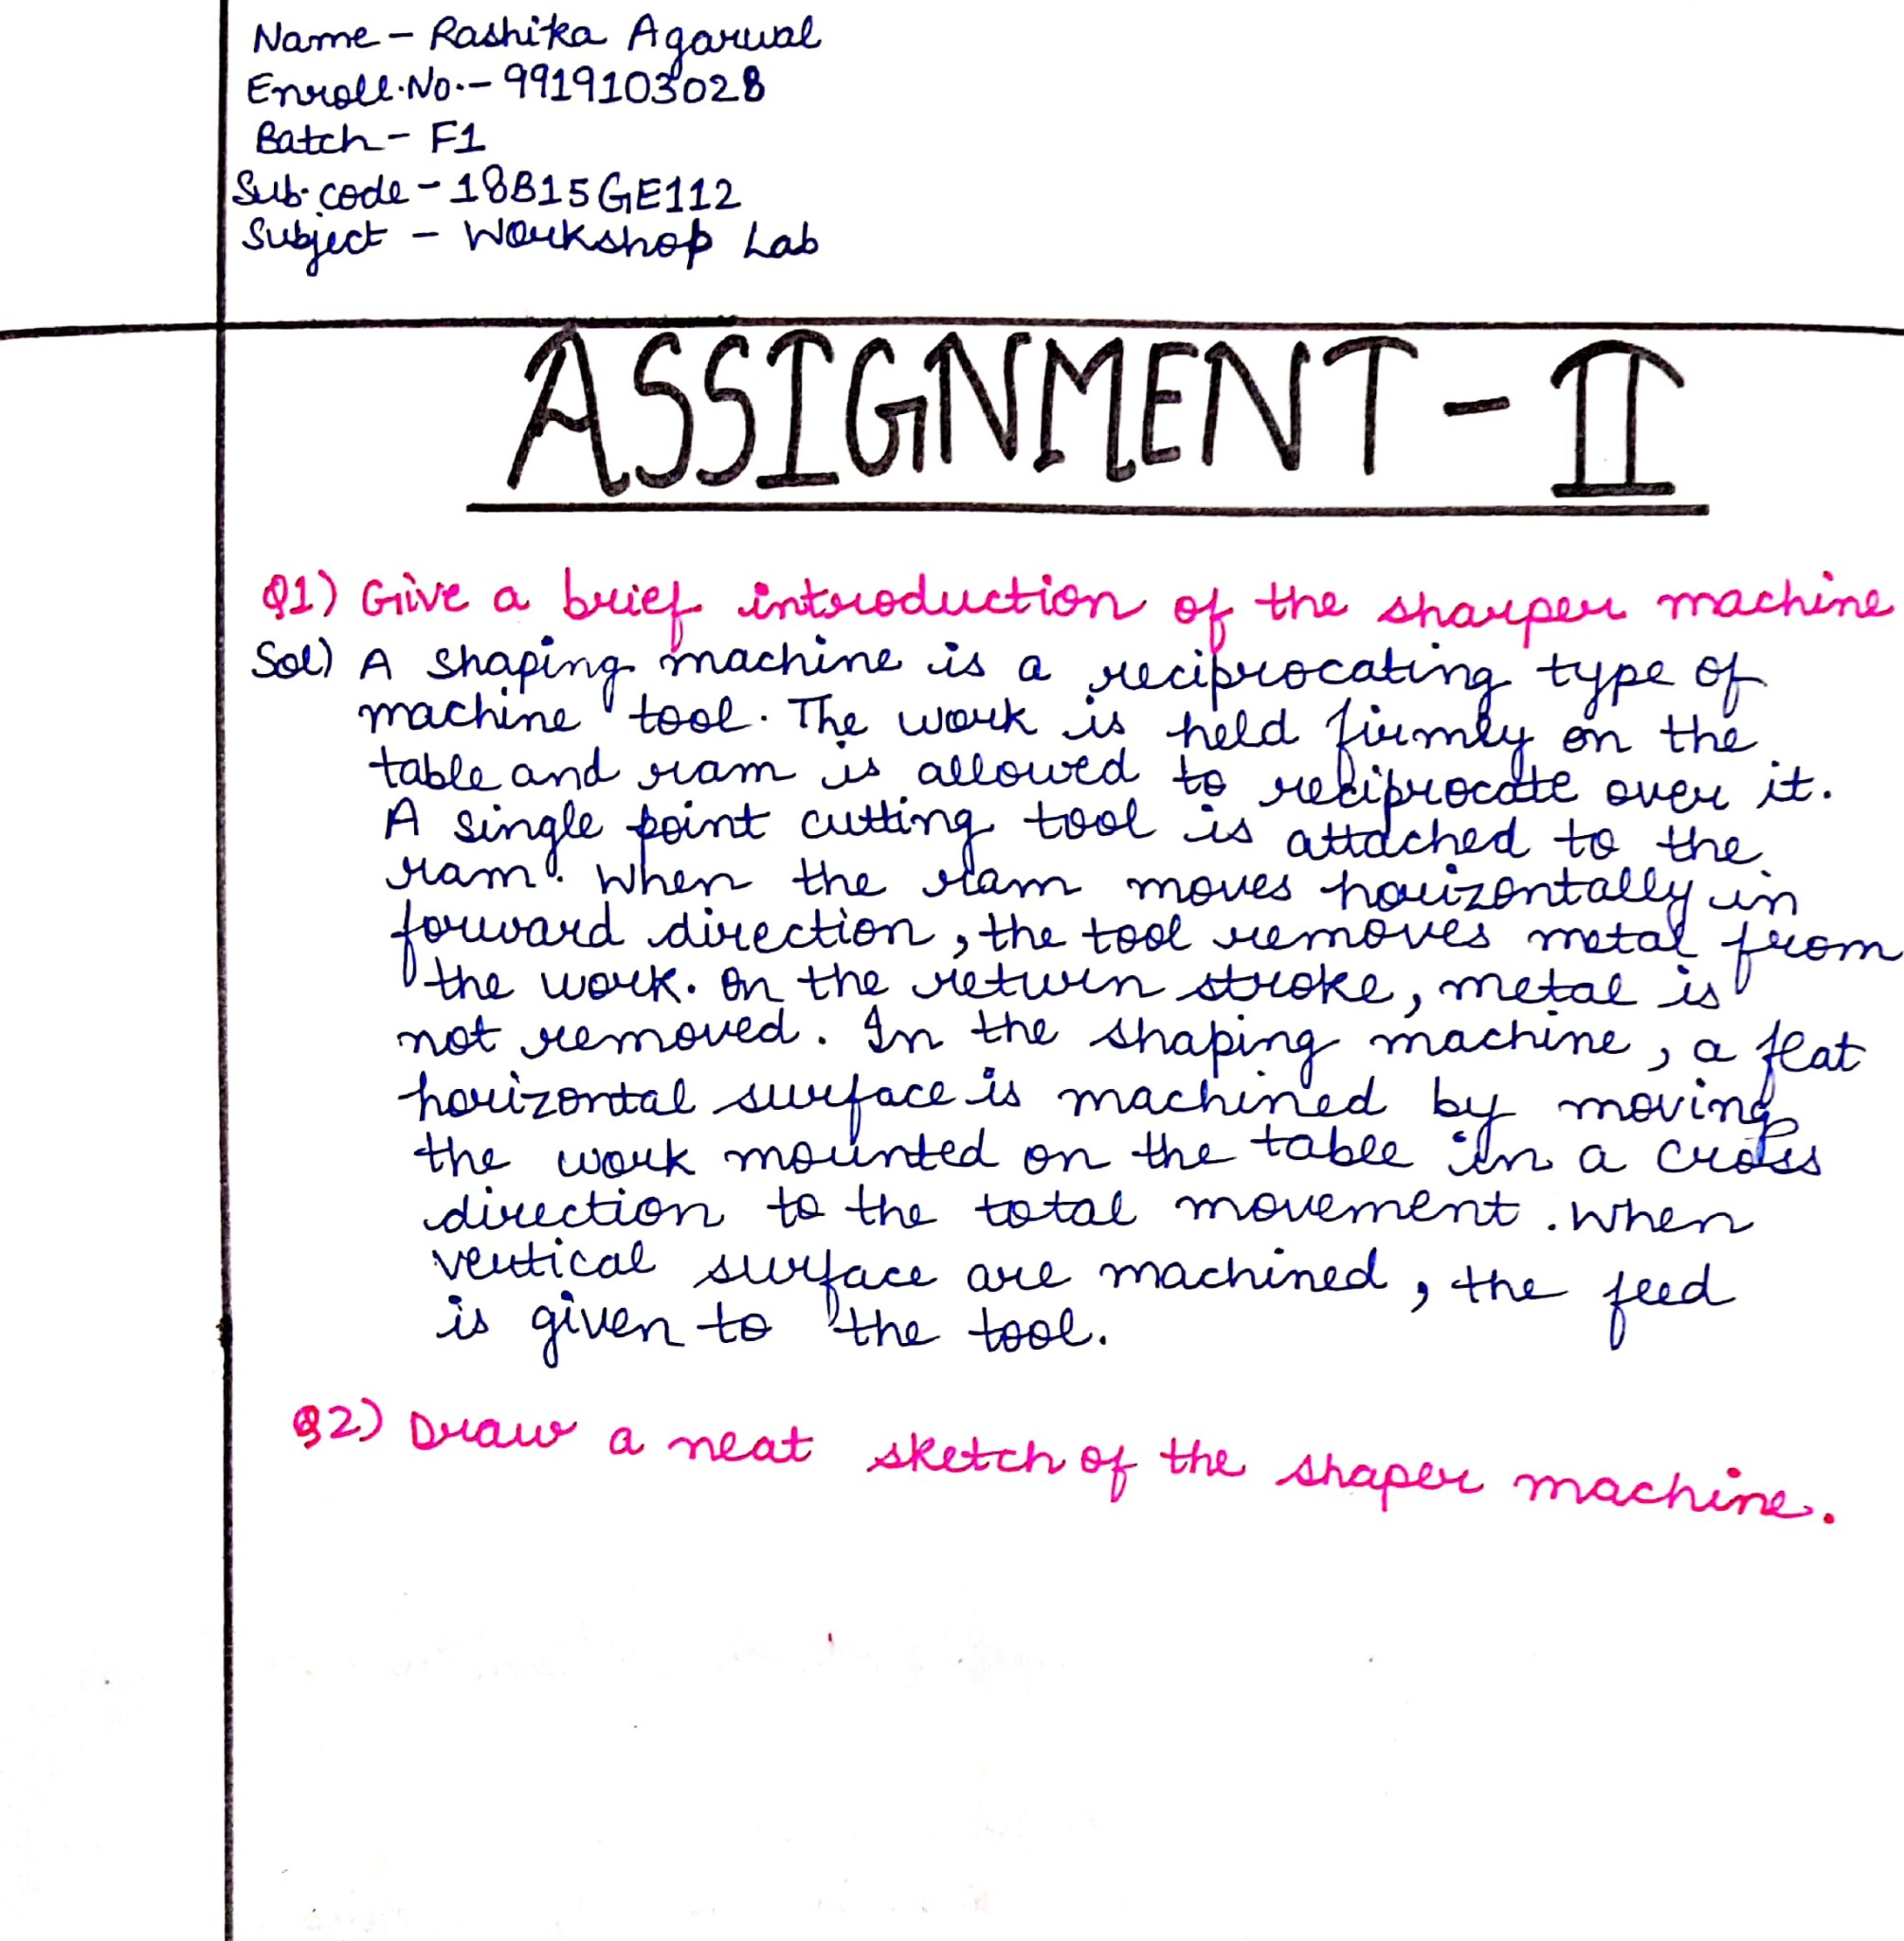 Name - Rashika Agarwal
Enroll.No.- 9919103028
Batch - F1
Sub. code - 18B15GE112
Subject - Workshop Lab
ASSIGNMENT - II
Q1) Give a brief introduction of the sharper machine
Sol) A shaping machine is a reciprocating type of
machine tool. The work is held firmly on the
table and ram is allowed to reciprocate over it.
A single point cutting tool is attached to the
ram. When the ram moves horizontally in
forward direction, the tool removes metal from
the work. On the return stroke, metal is
not removed. In the shaping machine, a flat
horizontal surface is machined by moving
the work mounted on the table in a cross
direction to the total movement. When
vertical surface are machined, the feed
is given to the tool.
Q2) Draw a neat sketch of the shaper machine.